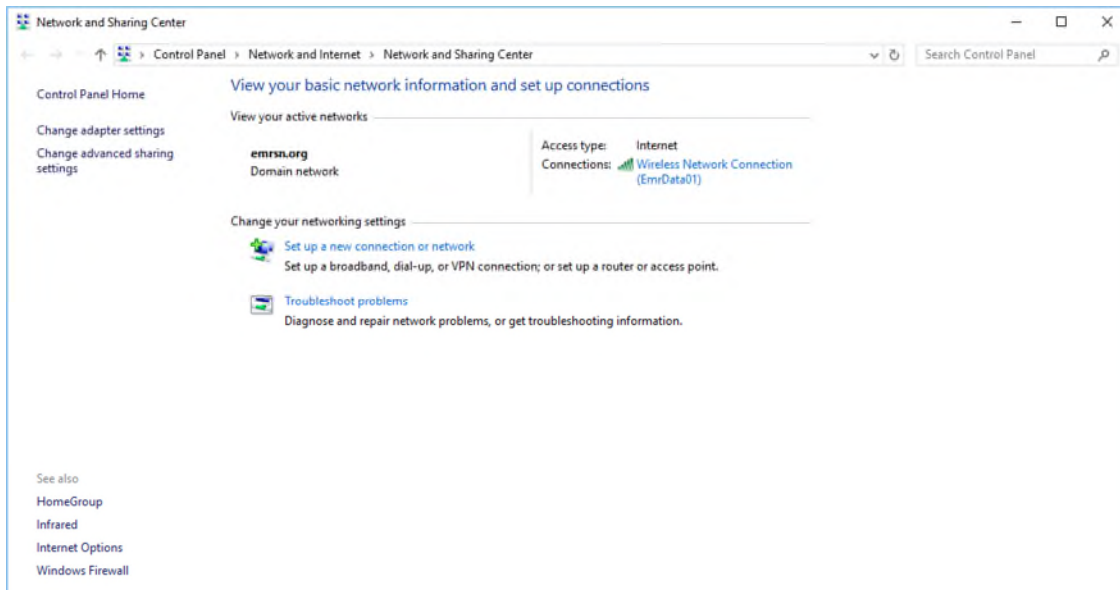 Network and Sharing Center
Control Panel > Network and Internet > Network and Sharing Center
Search Control Panel
Control Panel Home
Change adapter settings
Change advanced sharing
settings
View your basic network information and set up connections
View your active networks
emrsn.org
Domain network
Access type: Internet
Connections: Wireless Network Connection
(EmrData01)
Change your networking settings
Set up a new connection or network
Set up a broadband, dial-up, or VPN connection; or set up a router or access point.
Troubleshoot problems
Diagnose and repair network problems, or get troubleshooting information.
See also
HomeGroup
Infrared
Internet Options
Windows Firewall